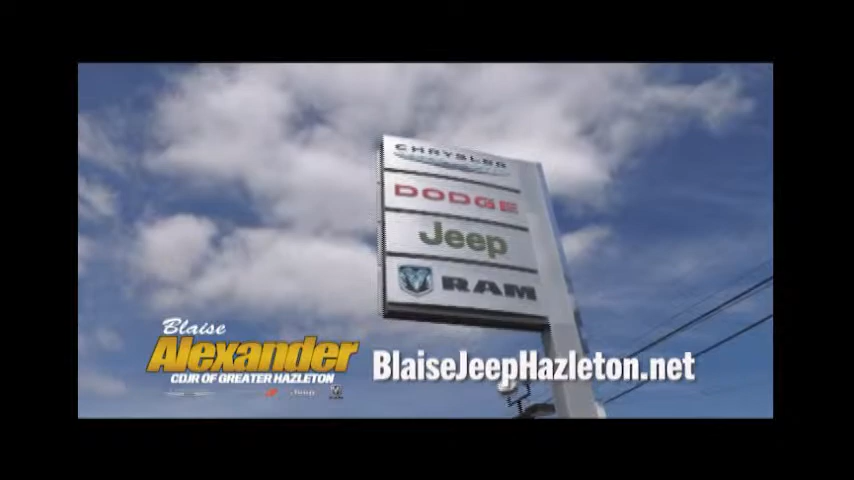 CHRYSLER
DODGE
Jeep
RAM
Blaise
Alexander
CDJR OF GREATER HAZLETON
Jeep
BlaiseJeepHazleton.net